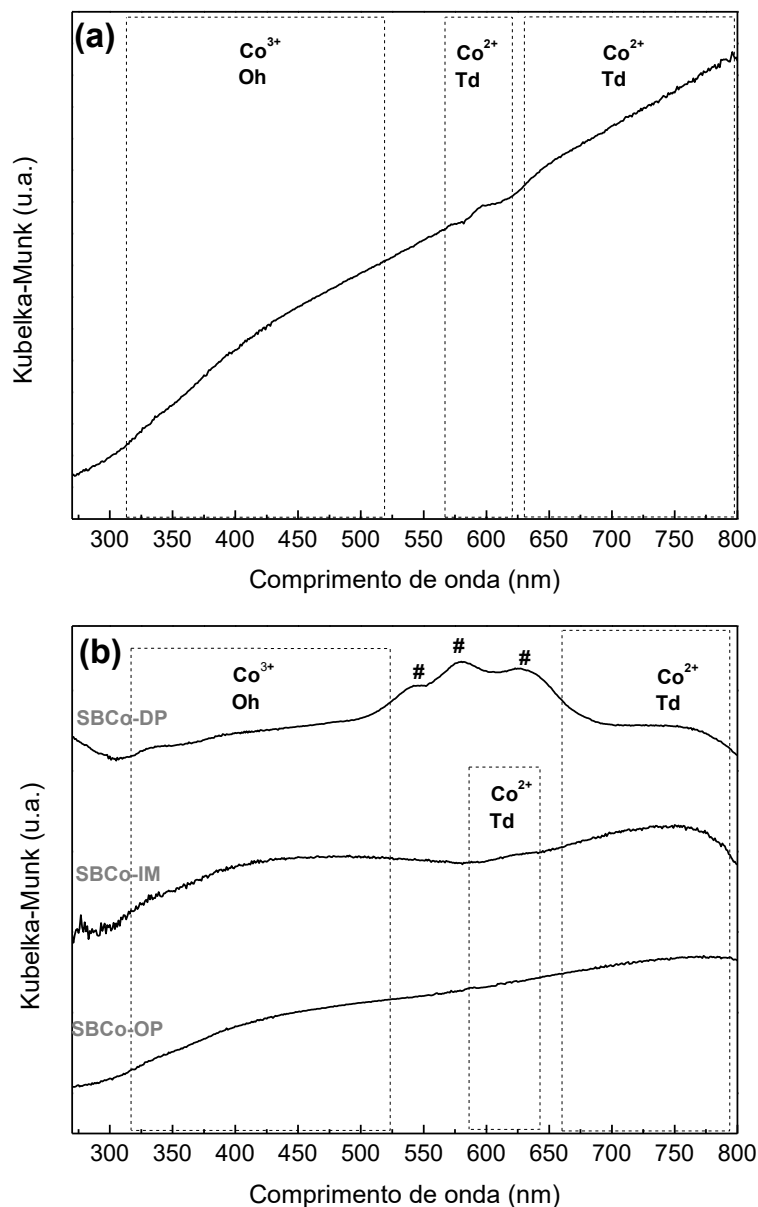 (a)
Co³⁺
Oh
Co²⁺
Td
Co²⁺
Td
Kubelka-Munk (u.a.)
300 350 400 450 500 550 600 650 700 750 800
Comprimento de onda (nm)
(b)
# # #
Co³⁺
Oh
Co²⁺
Td
SBCo-DP
Co²⁺
Td
SBCo-IM
SBCo-OP
Kubelka-Munk (u.a.)
300 350 400 450 500 550 600 650 700 750 800
Comprimento de onda (nm)